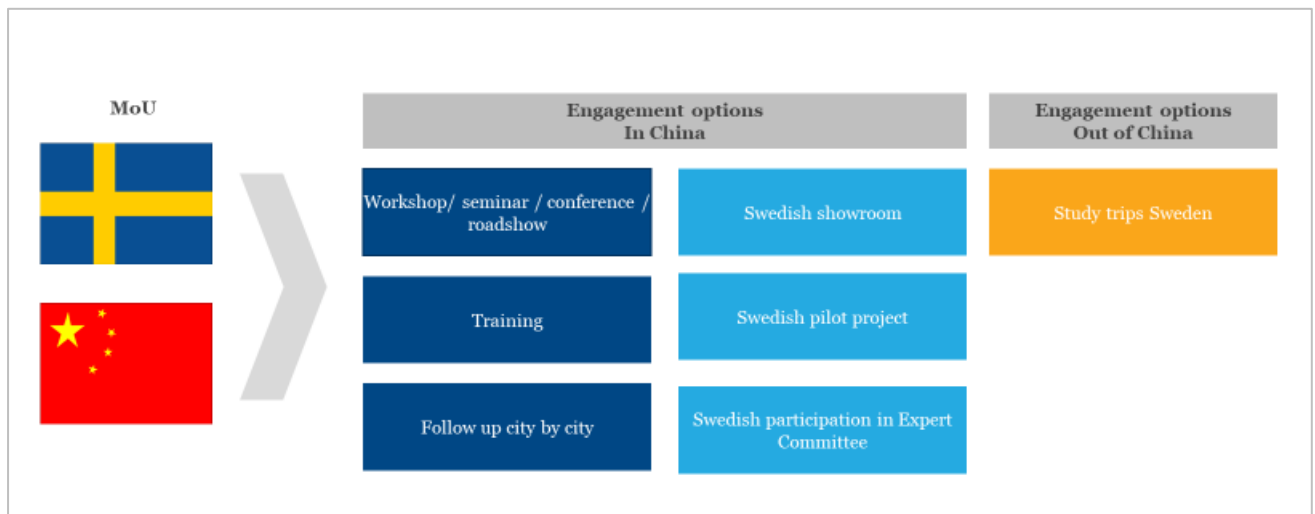 MoU
Engagement options
In China
Engagement options
Out of China
Workshop/ seminar / conference /
roadshow
Swedish showroom
Study trips Sweden
Training
Swedish pilot project
Follow up city by city
Swedish participation in Expert
Committee